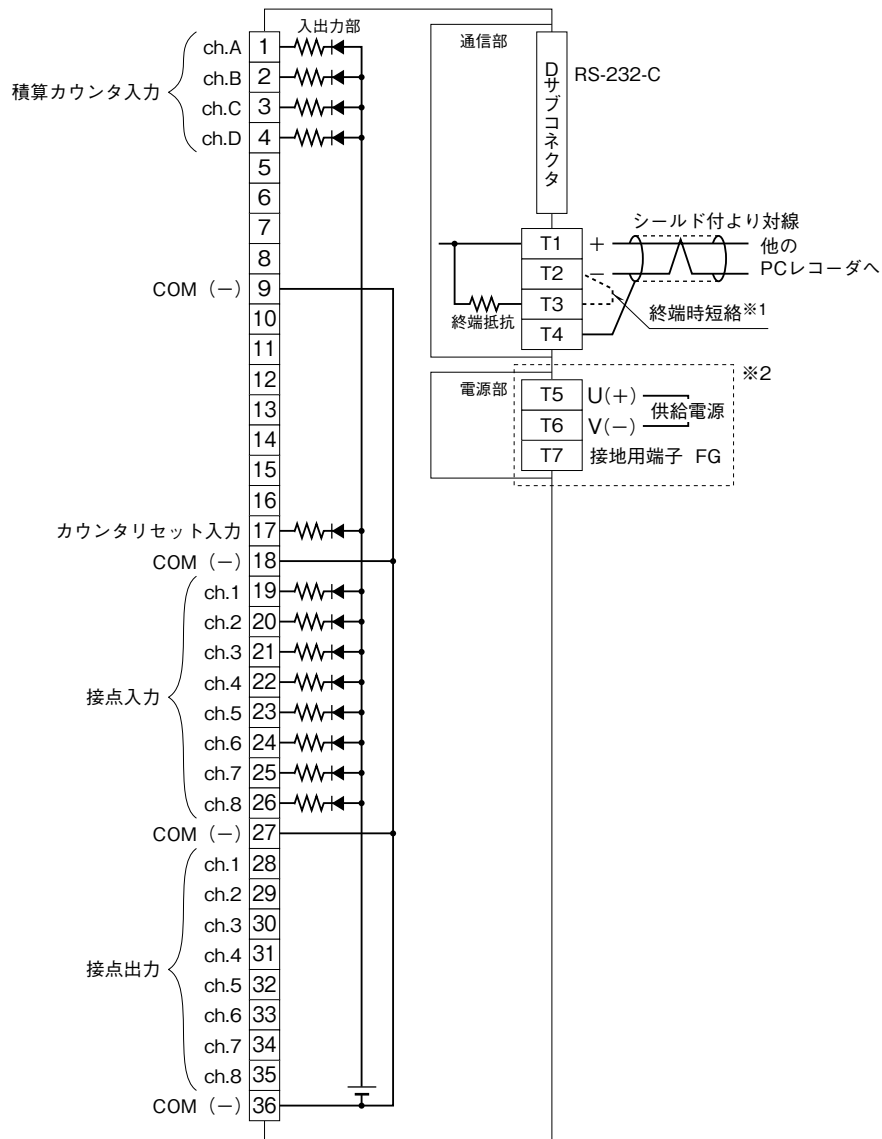 入出力部
積算カウンタ入力
ch.A 1
ch.B 2
ch.C 3
ch.D 4
5
6
7
8
COM（−） 9
10
11
12
13
14
15
16
カウンタリセット入力 17
COM（−） 18
接点入力
ch.1 19
ch.2 20
ch.3 21
ch.4 22
ch.5 23
ch.6 24
ch.7 25
ch.8 26
COM（−） 27
接点出力
ch.1 28
ch.2 29
ch.3 30
ch.4 31
ch.5 32
ch.6 33
ch.7 34
ch.8 35
COM（−） 36
通信部
Dサブコネクタ
RS-232-C
シールド付より対線
T1 +
T2 −
T3
T4
他の
PCレコーダへ
終端抵抗
終端時短絡※1
※2
電源部
T5 U(+)
T6 V(−)
供給電源
T7 接地用端子 FG